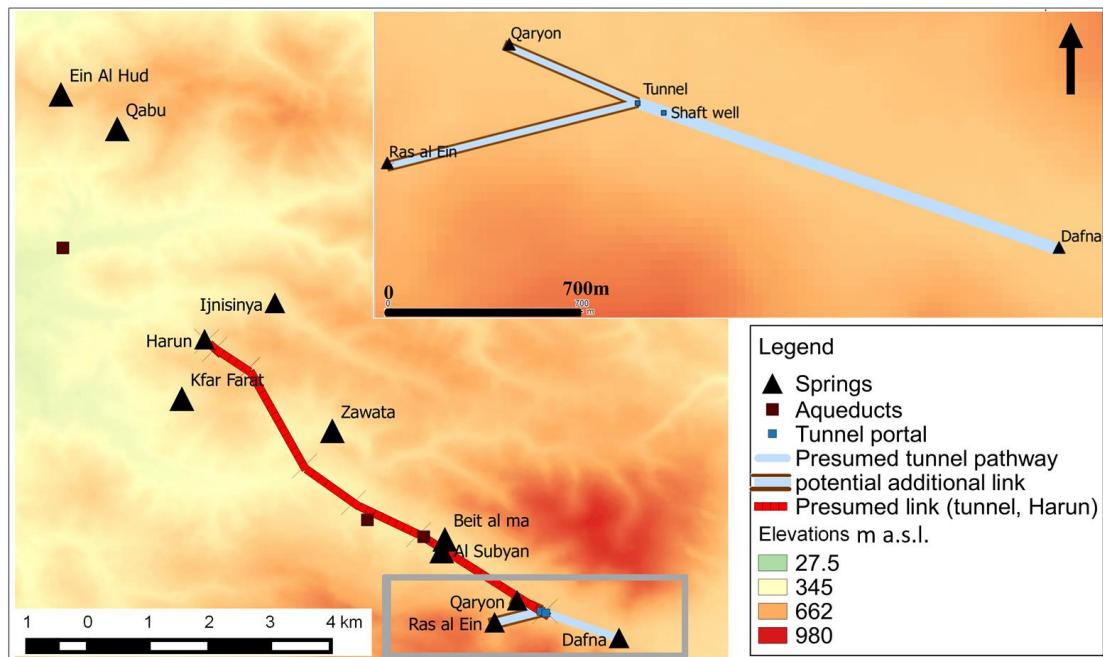 Ein Al Hud
Qabu
Ijnisinya
Harun
Kfar Farat
Zawata
Beit al ma
Al Subyan
Qaryon
Ras al Ein
Dafna
1 0 1 2 3 4 km
Qaryon
Tunnel
Shaft well
Ras al Ein
Dafna
0 700m
0 700
m
Legend
Springs
Aqueducts
Tunnel portal
Presumed tunnel pathway
potential additional link
Presumed link (tunnel, Harun)
Elevations m a.s.l.
27.5
345
662
980